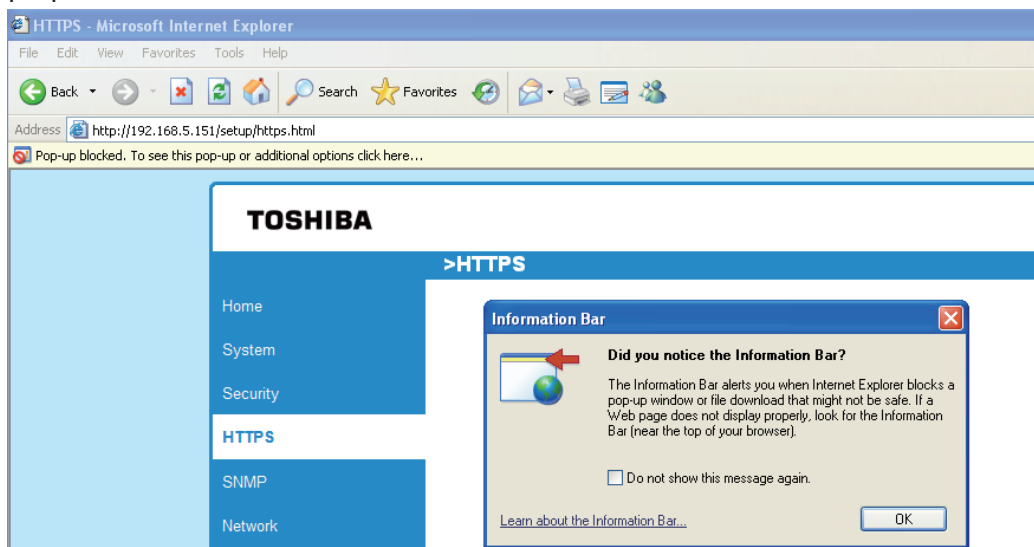 HTTPS - Microsoft Internet Explorer
File Edit View Favorites Tools Help
Back Search Favorites
Address http://192.168.5.151/setup/https.html
Pop-up blocked. To see this pop-up or additional options click here...
TOSHIBA
>HTTPS
Home
System
Security
HTTPS
SNMP
Network
Information Bar
Did you notice the Information Bar?
The Information Bar alerts you when Internet Explorer blocks a
pop-up window or file download that might not be safe. If a
Web page does not display properly, look for the Information
Bar (near the top of your browser).
Do not show this message again.
Learn about the Information Bar...
OK